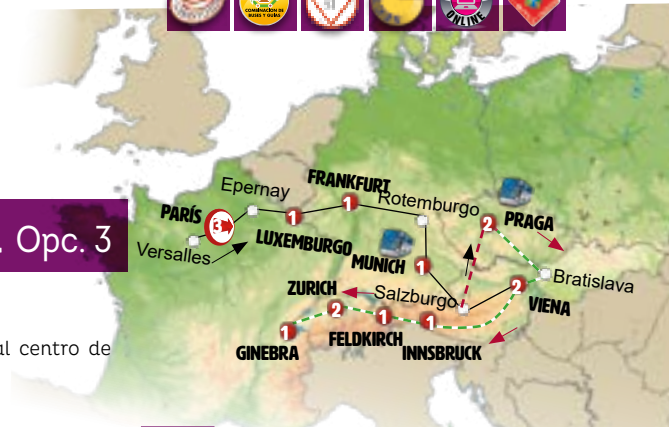 COMBINACIÓN DE
BUSES Y GUÍAS
ONLINE
. Opc. 3
al centro de
Epernay
FRANKFURT
Rotemburgo
PARÍS
3
1
1
2
PRAGA
Versalles
LUXEMBURGO
MUNICH
1
Bratislava
ZURICH
Salzburgo
2
VIENA
2
1
1
1
GINEBRA
FELDKIRCH
INNSBRUCK